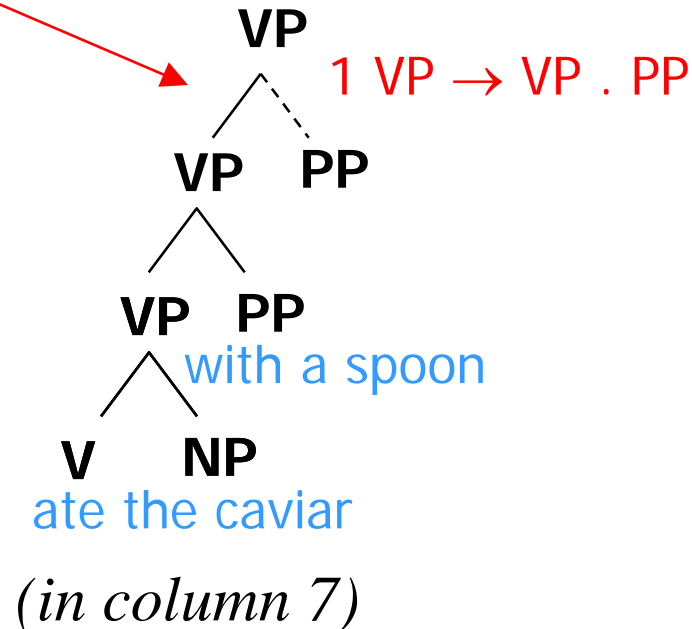 VP
1 VP → VP . PP
VP PP
VP PP
with a spoon
V NP
ate the caviar
(in column 7)